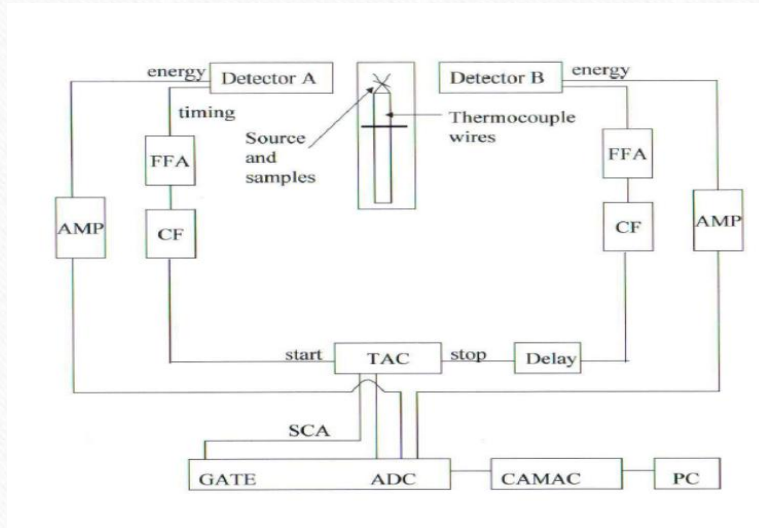 energy
Detector A
Detector B
energy
timing
Source
and
samples
Thermocouple
wires
FFA
FFA
AMP
CF
CF
AMP
start
TAC
stop
Delay
SCA
GATE
ADC
CAMAC
PC